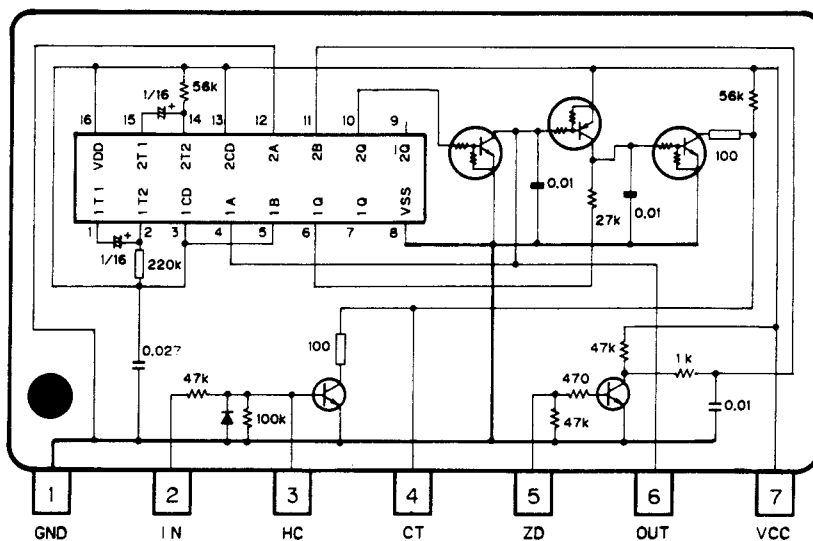 56k
1/16 +
56k
16 15 14 13 12 11 10 9
VDD 2T1 2T2 2CD 2A 2B 2Q 2Q
100
1T1 1T2 1CD 1A 1B 1Q 1Q VSS
0.01
0.01
27k
1 2 3 4 5 6 7 8
1/16 +
220k
0.027
100
47k
1k
47k
470
100k
47k
0.01
1 2 3 4 5 6 7
GND IN HC CT ZD OUT VCC